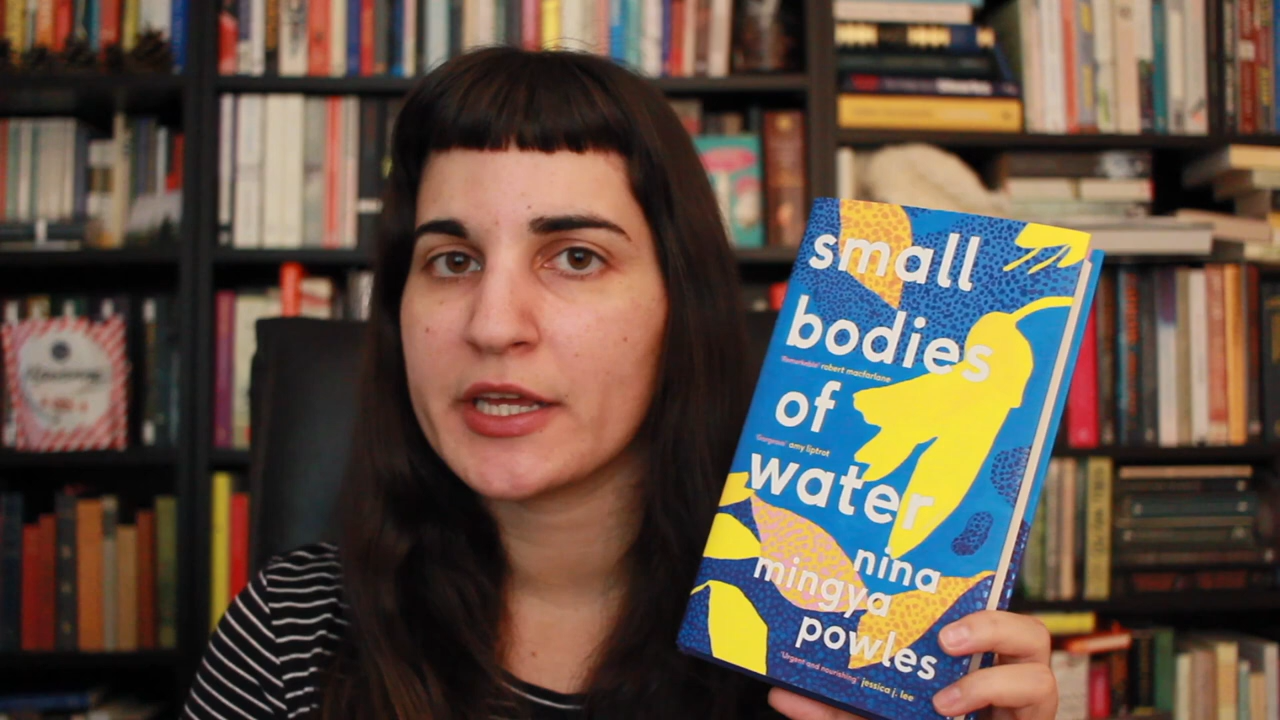 small
bodies
'Remarkable' robert macfarlane
of
'Gorgeous' amy liptrot
water
nina
mingya
powles
'Urgent and nourishing' jessica j. lee